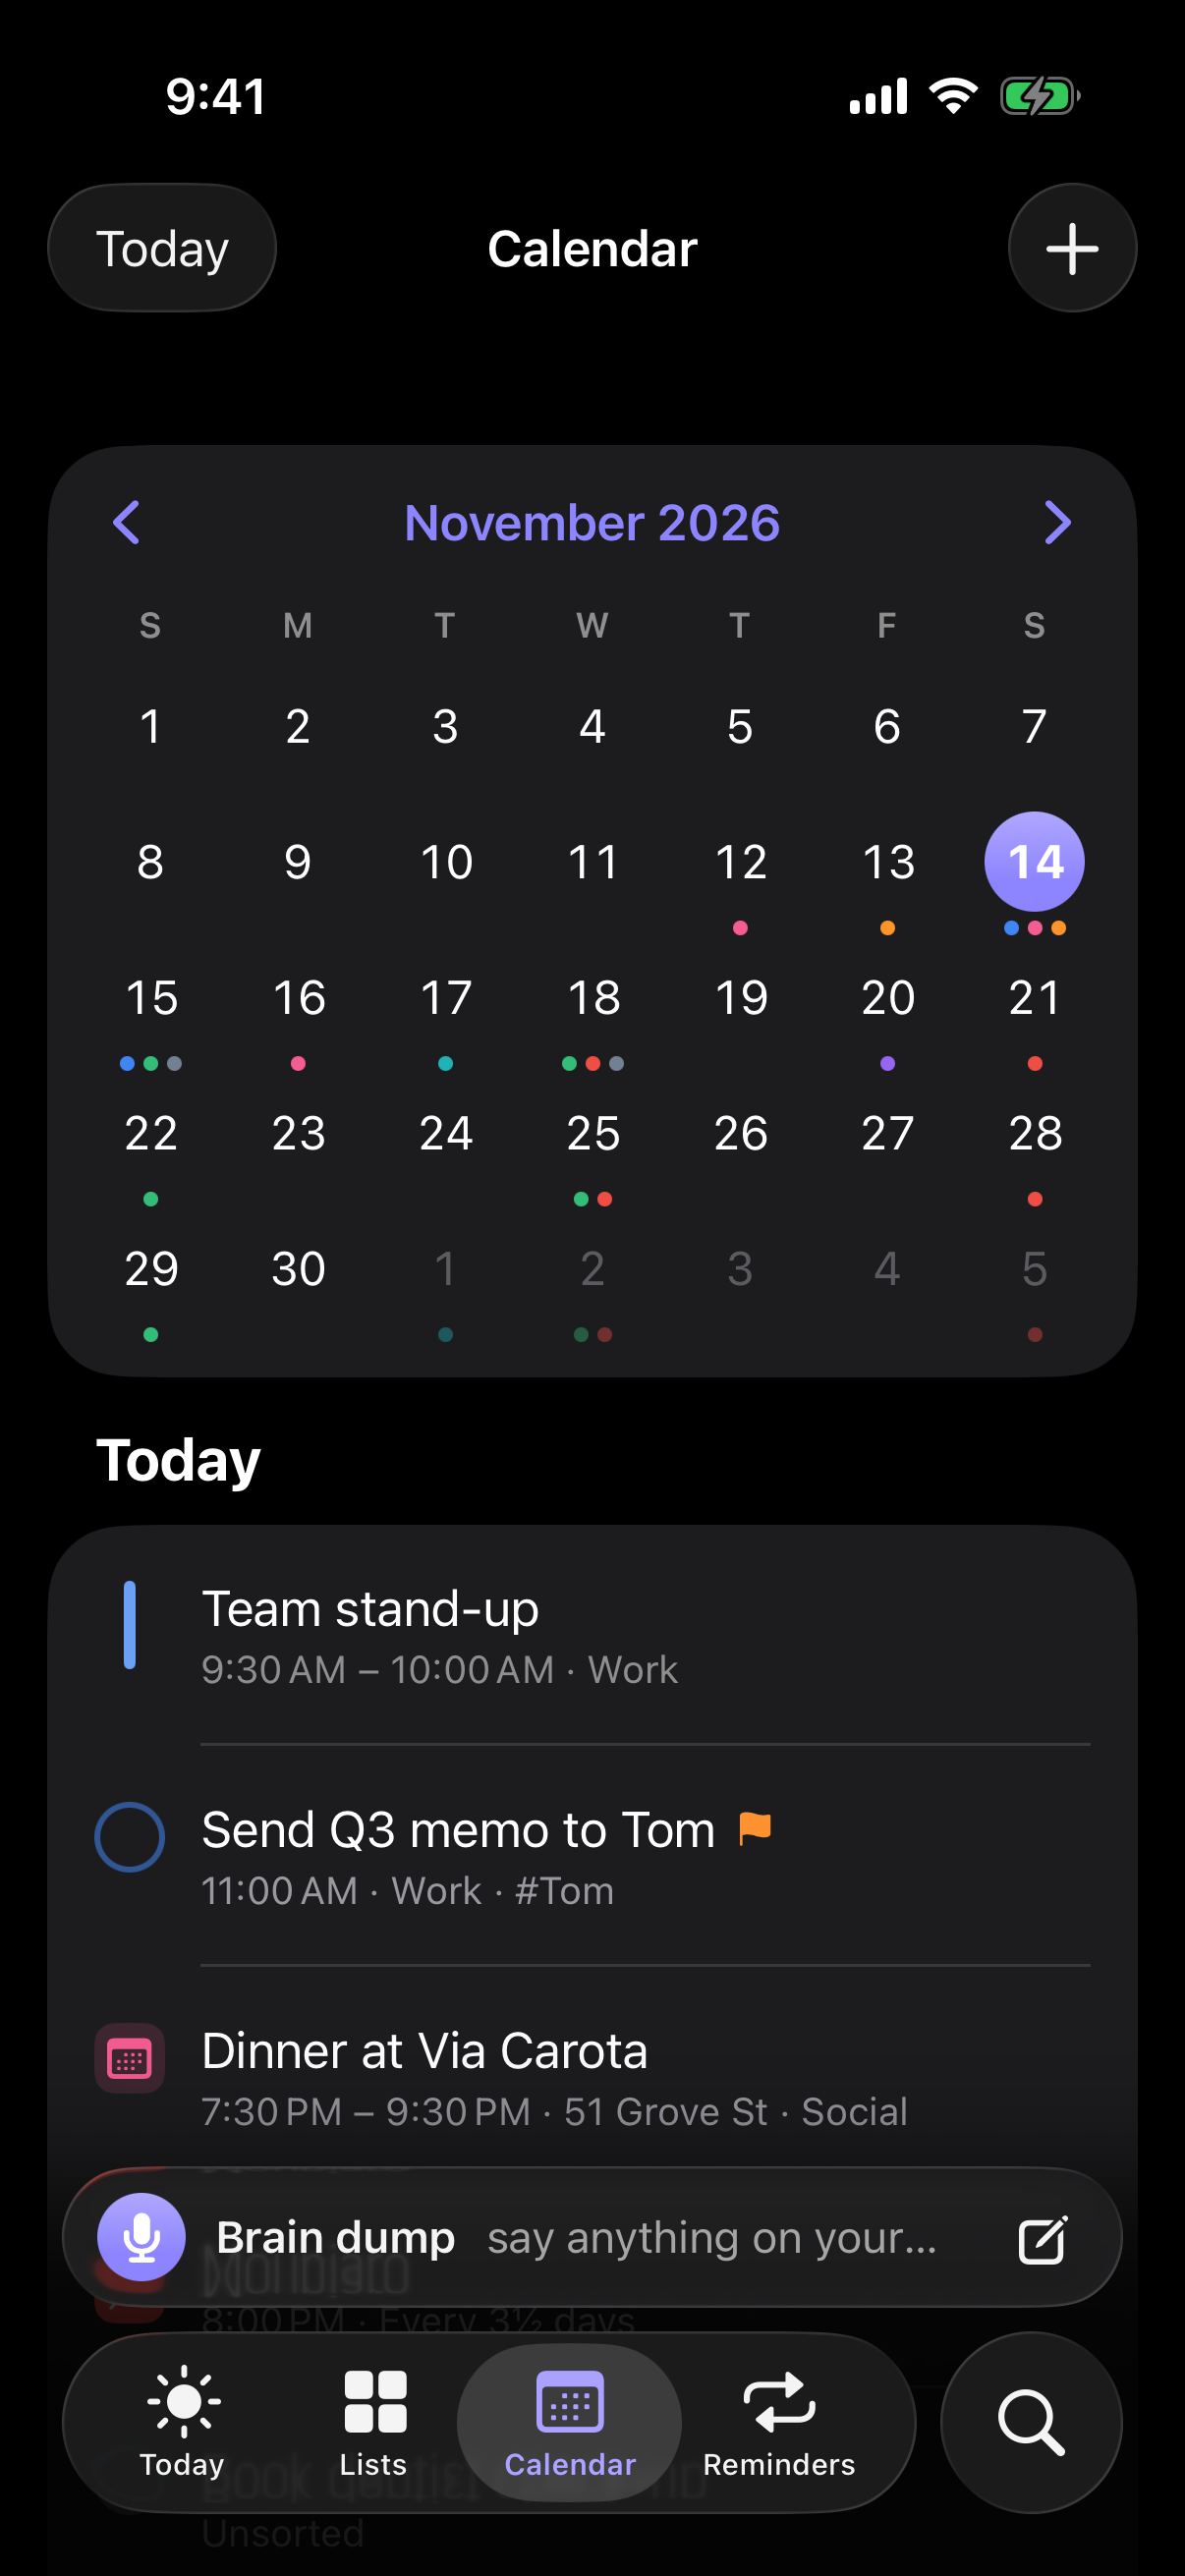 9:41
Today
Calendar
November 2026
S M T W T F S
1 2 3 4 5 6 7
8 9 10 11 12 13 14
15 16 17 18 19 20 21
22 23 24 25 26 27 28
29 30 1 2 3 4 5
Today
Team stand-up
9:30 AM – 10:00 AM · Work
Send Q3 memo to Tom
11:00 AM · Work · #Tom
Dinner at Via Carota
7:30 PM – 9:30 PM · 51 Grove St · Social
Brain dump say anything on your...
8:00 PM · Every 3½ days
Today Lists Calendar Reminders
Unsorted